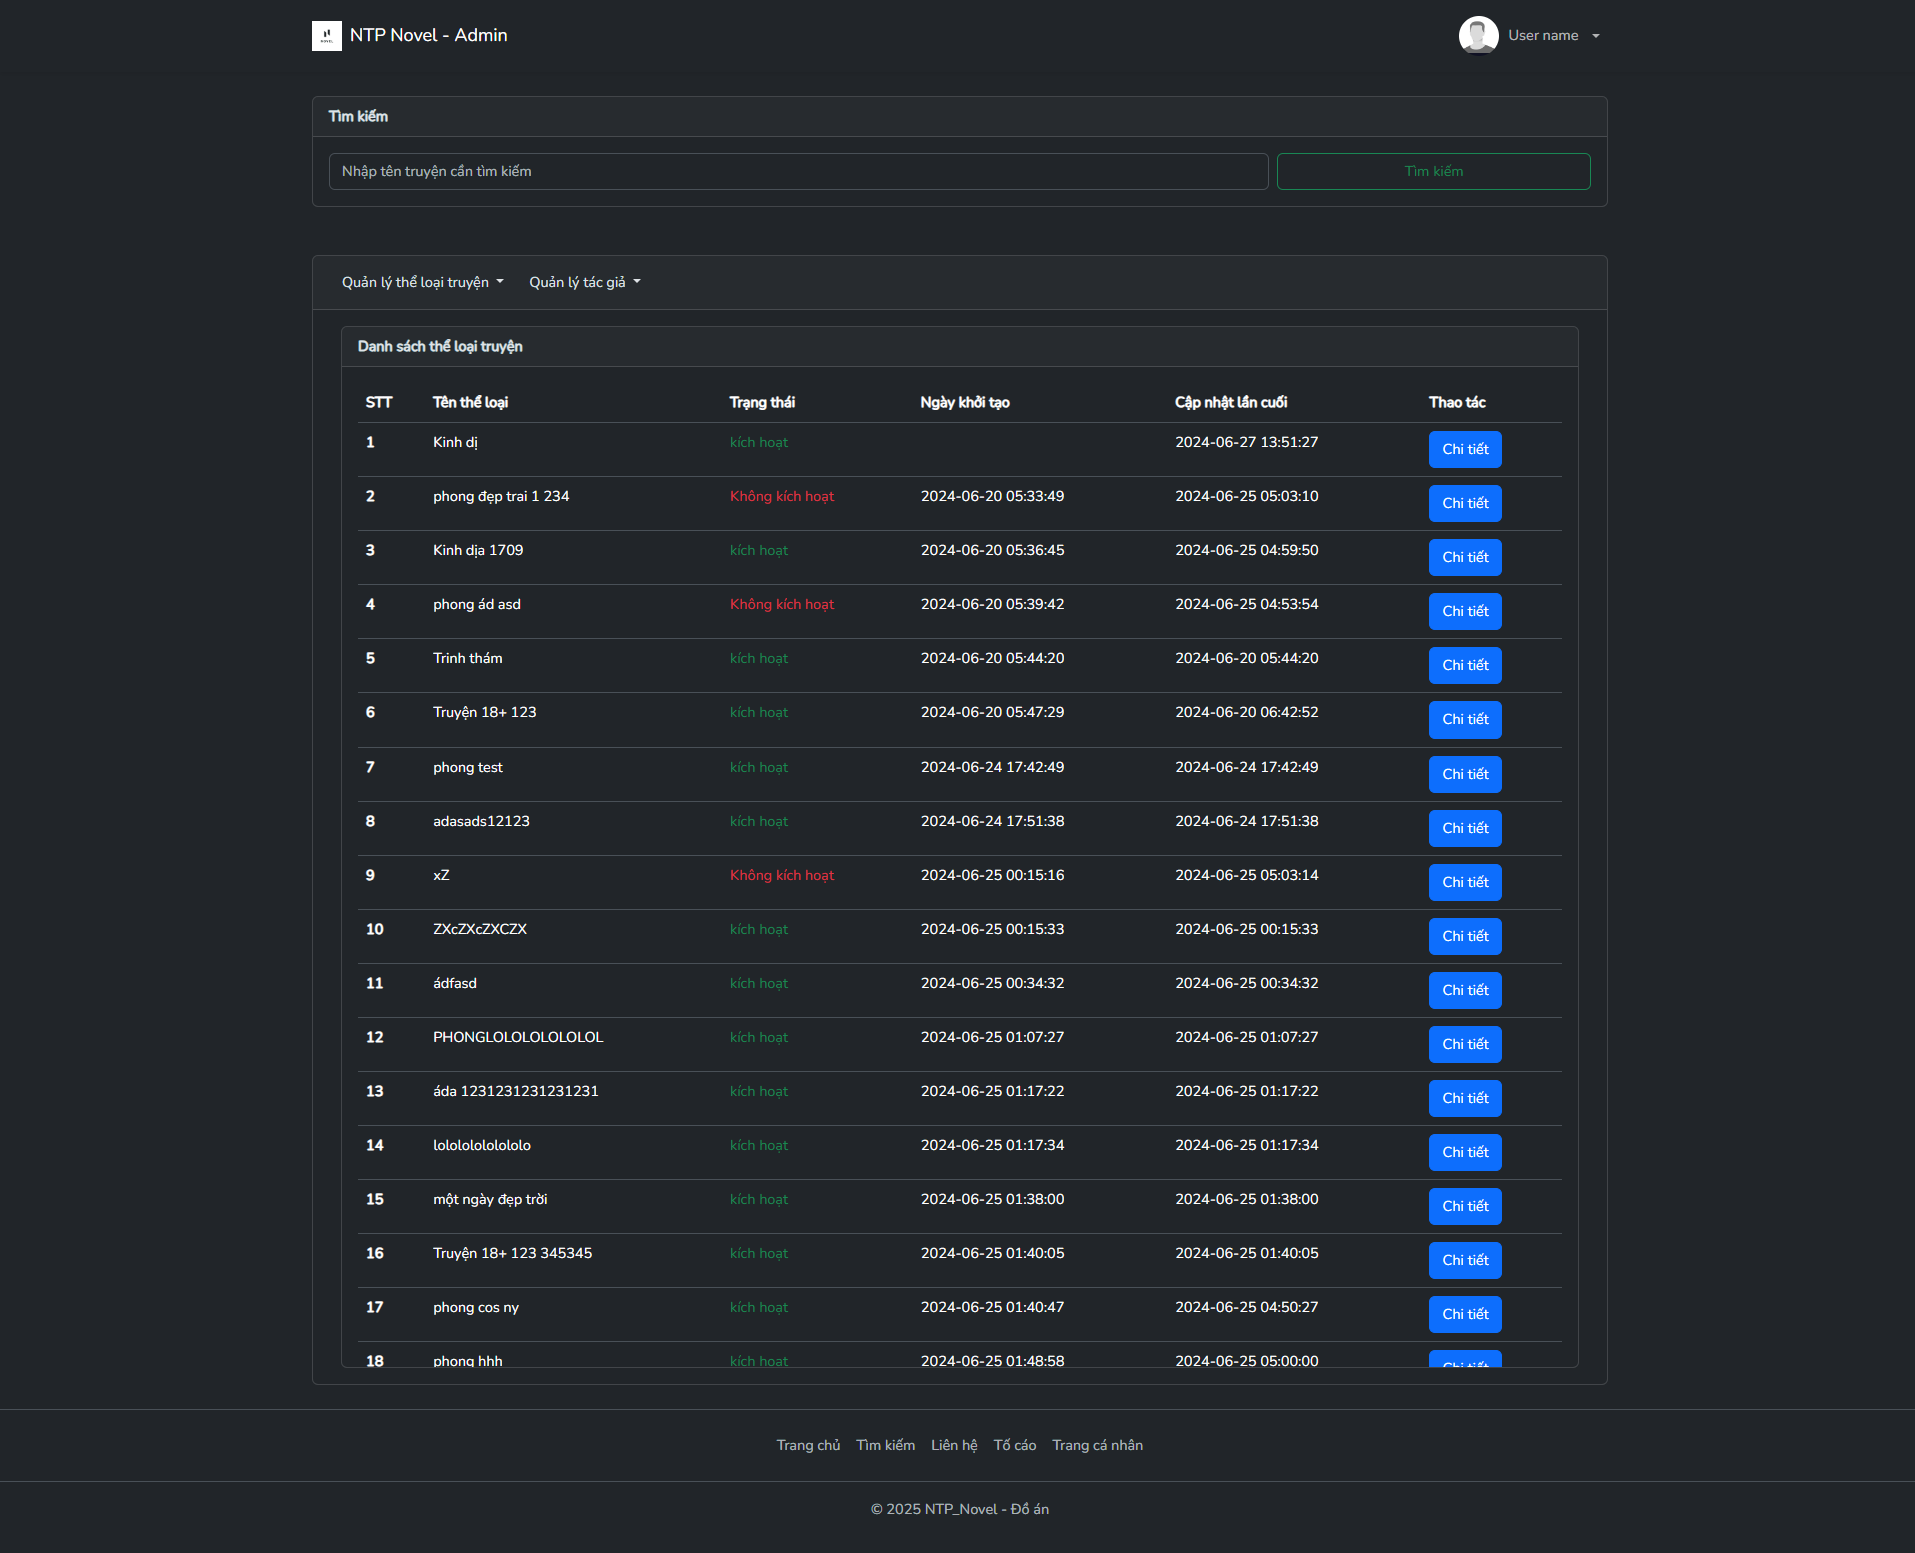 NTP Novel - Admin
User name
Tìm kiếm
Nhập tên truyện cần tìm kiếm
Tìm kiếm
Quản lý thể loại truyện Quản lý tác giả
Danh sách thể loại truyện
STT Tên thể loại Trạng thái Ngày khởi tạo Cập nhật lần cuối Thao tác
1 Kinh dị kích hoạt 2024-06-27 13:51:27 Chi tiết
2 phong đẹp trai 1 234 Không kích hoạt 2024-06-20 05:33:49 2024-06-25 05:03:10 Chi tiết
3 Kinh dịa 1709 kích hoạt 2024-06-20 05:36:45 2024-06-25 04:59:50 Chi tiết
4 phong ád asd Không kích hoạt 2024-06-20 05:39:42 2024-06-25 04:53:54 Chi tiết
5 Trinh thám kích hoạt 2024-06-20 05:44:20 2024-06-20 05:44:20 Chi tiết
6 Truyện 18+ 123 kích hoạt 2024-06-20 05:47:29 2024-06-20 06:42:52 Chi tiết
7 phong test kích hoạt 2024-06-24 17:42:49 2024-06-24 17:42:49 Chi tiết
8 adasads12123 kích hoạt 2024-06-24 17:51:38 2024-06-24 17:51:38 Chi tiết
9 xZ Không kích hoạt 2024-06-25 00:15:16 2024-06-25 05:03:14 Chi tiết
10 ZXcZXcZXCZX kích hoạt 2024-06-25 00:15:33 2024-06-25 00:15:33 Chi tiết
11 ádfasd kích hoạt 2024-06-25 00:34:32 2024-06-25 00:34:32 Chi tiết
12 PHONGLOLOLOLOLOLOL kích hoạt 2024-06-25 01:07:27 2024-06-25 01:07:27 Chi tiết
13 áda 1231231231231231 kích hoạt 2024-06-25 01:17:22 2024-06-25 01:17:22 Chi tiết
14 lololololololo kích hoạt 2024-06-25 01:17:34 2024-06-25 01:17:34 Chi tiết
15 một ngày đẹp trời kích hoạt 2024-06-25 01:38:00 2024-06-25 01:38:00 Chi tiết
16 Truyện 18+ 123 345345 kích hoạt 2024-06-25 01:40:05 2024-06-25 01:40:05 Chi tiết
17 phong cos ny kích hoạt 2024-06-25 01:40:47 2024-06-25 04:50:27 Chi tiết
18 phong hhh kích hoạt 2024-06-25 01:48:58 2024-06-25 05:00:00 Chi tiết
Trang chủ Tìm kiếm Liên hệ Tố cáo Trang cá nhân
© 2025 NTP_Novel - Đồ án